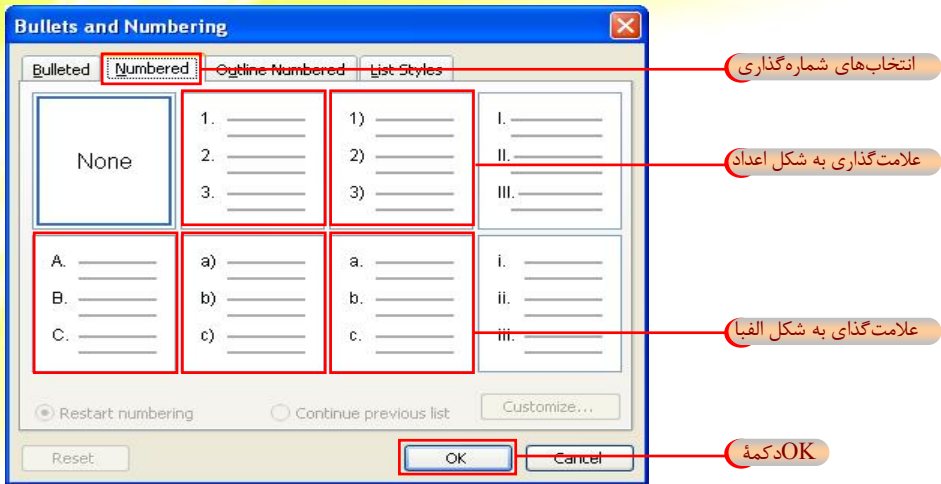 Bullets and Numbering
Bulleted Numbered Outline Numbered List Styles
انتخاب‌های شماره‌گذاری
None
1.
2.
3.
1)
2)
3)
I.
II.
III.
علامت‌گذاری به شکل اعداد
A.
B.
C.
a)
b)
c)
a.
b.
c.
i.
ii.
iii.
علامت‌گذای به شکل الفبا
Restart numbering Continue previous list Customize...
Reset OK Cancel
دکمهٔ OK